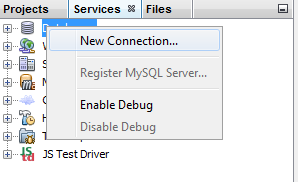 Projects
Services
Files
New Connection...
Register MySQL Server...
Enable Debug
Disable Debug
JS Test Driver